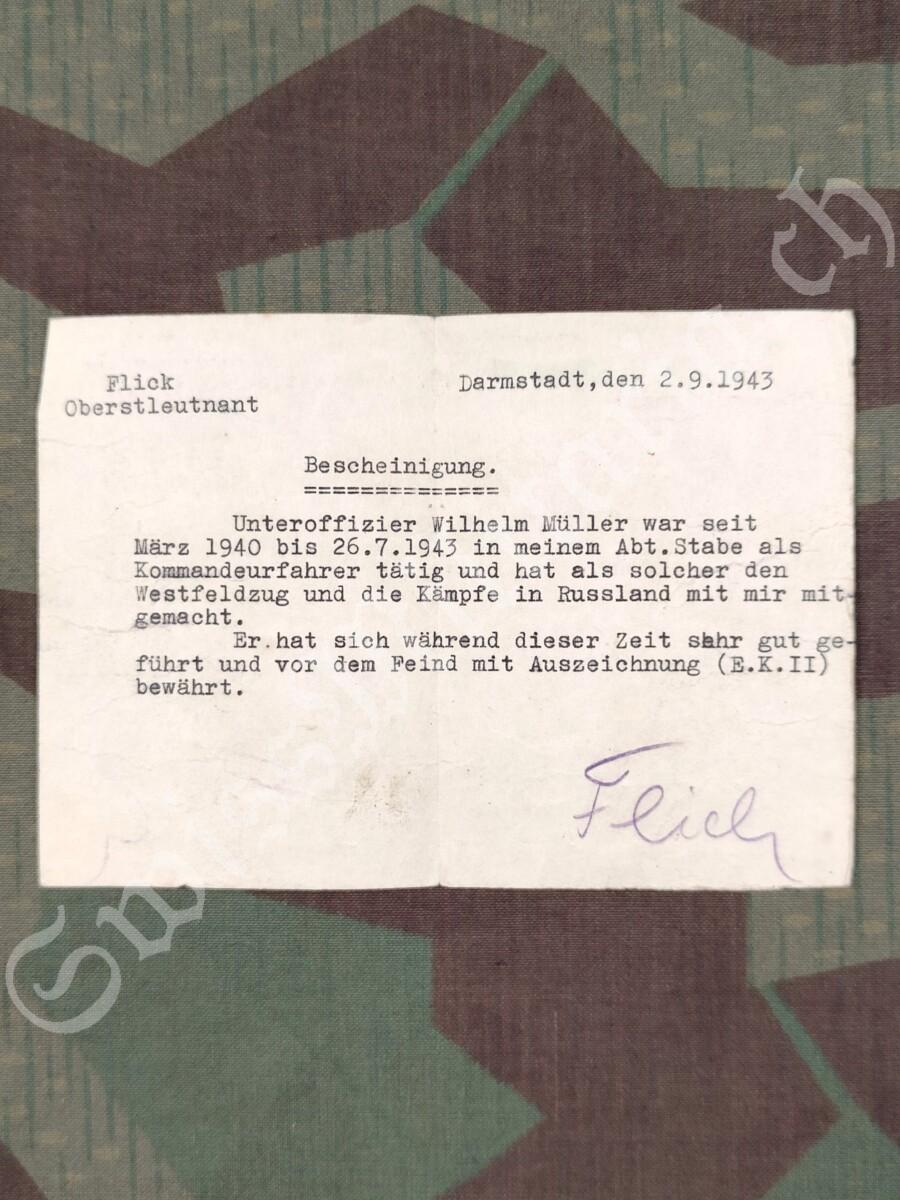 Flick
Oberstleutnant
Darmstadt,den 2.9.1943
Bescheinigung.
==============
Unteroffizier Wilhelm Müller war seit
März 1940 bis 26.7.1943 in meinem Abt.Stabe als
Kommandeurfahrer tätig und hat als solcher den
Westfeldzug und die Kämpfe in Russland mit mir mit-
gemacht.
Er.hat sich während dieser Zeit sehr gut ge-
führt und vor dem Feind mit Auszeichnung (E.K.II)
bewährt.
Flick